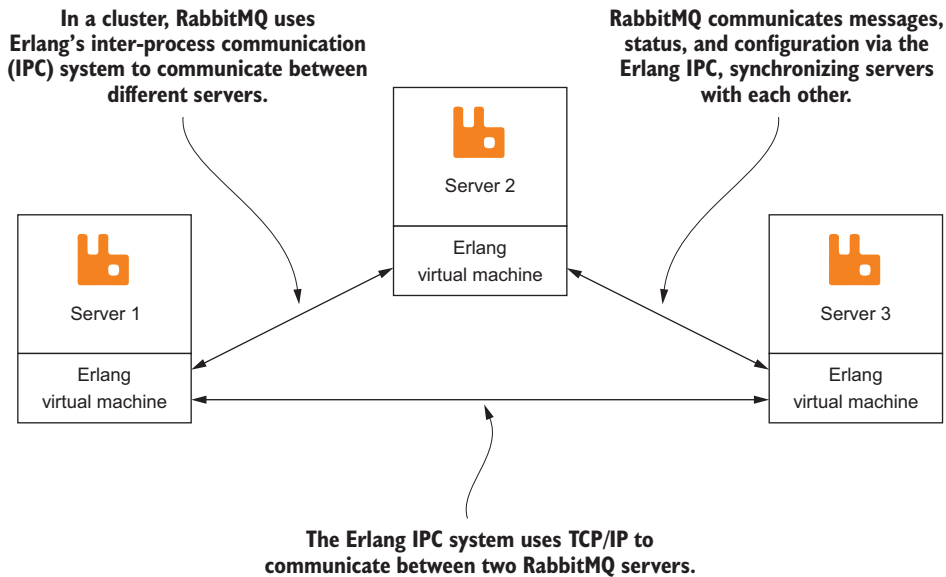 In a cluster, RabbitMQ uses
Erlang’s inter-process communication
(IPC) system to communicate between
different servers.
RabbitMQ communicates messages,
status, and configuration via the
Erlang IPC, synchronizing servers
with each other.
Server 2
Erlang
virtual machine
Server 1
Erlang
virtual machine
Server 3
Erlang
virtual machine
The Erlang IPC system uses TCP/IP to
communicate between two RabbitMQ servers.